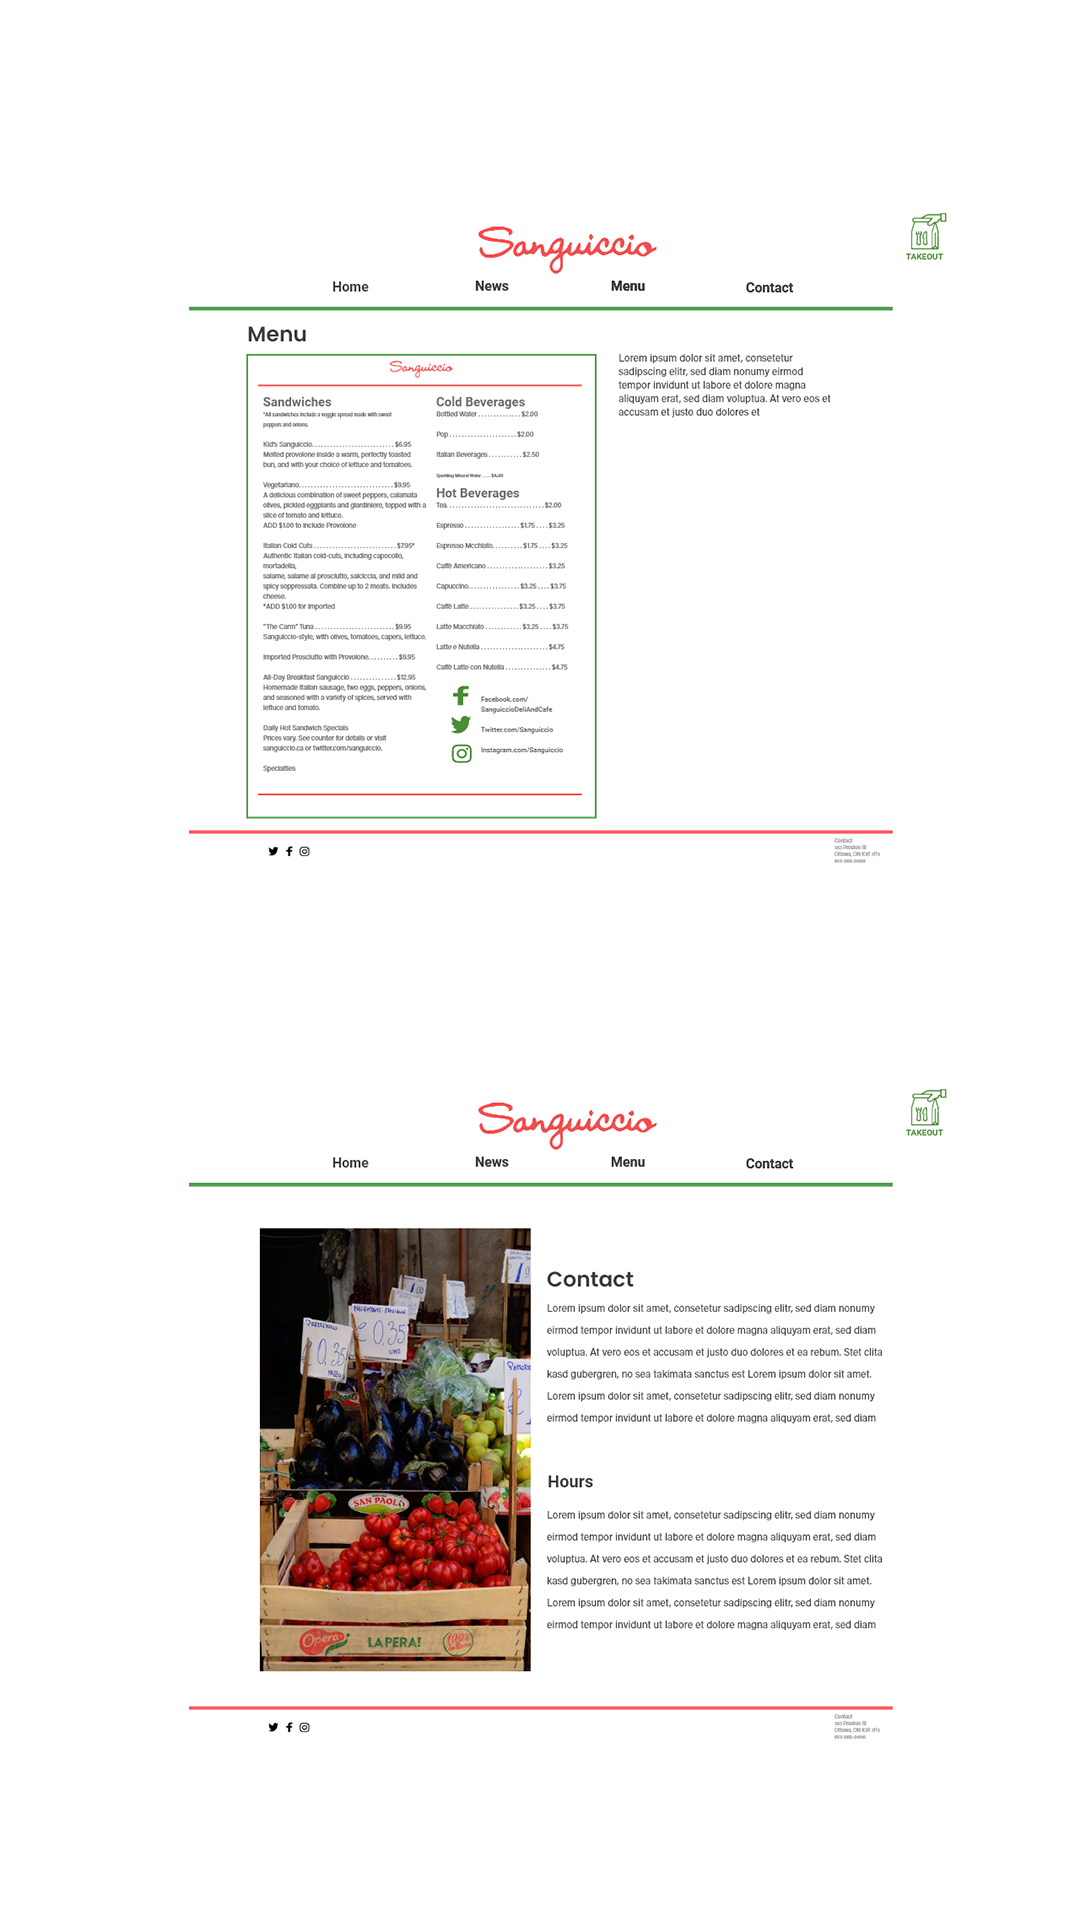 Sanguiccio
TAKEOUT
Home News Menu Contact
Menu
Sanguiccio
Sandwiches
*All sandwiches include a veggie spread made with sweet
peppers and onions.
Kid's Sanguiccio. . . . . . . . . . . . . . . . . . . . . . . . . . $6.95
Melted provolone inside a warm, perfectly toasted
bun, and with your choice of lettuce and tomatoes.
Vegetariano. . . . . . . . . . . . . . . . . . . . . . . . . . . . . . $9.95
A delicious combination of sweet peppers, calamata
olives, pickled eggplants and giardiniere, topped with a
slice of tomato and lettuce.
ADD $1.00 to include Provolone
Italian Cold Cuts . . . . . . . . . . . . . . . . . . . . . . . . . . $7.95*
Authentic Italian cold-cuts, including capocollo,
mortadella,
salame, salame al prosciutto, salciccia, and mild and
spicy soppressata. Combine up to 2 meats. Includes
cheese.
*ADD $1.00 for imported
"The Carm" Tuna . . . . . . . . . . . . . . . . . . . . . . . . . $9.95
Sanguiccio-style, with olives, tomatoes, capers, lettuce.
Imported Prosciutto with Provolone. . . . . . . . . . $9.95
All-Day Breakfast Sanguiccio . . . . . . . . . . . . . . . $12.95
Homemade Italian sausage, two eggs, peppers, onions,
and seasoned with a variety of spices, served with
lettuce and tomato.
Daily Hot Sandwich Specials
Prices vary. See counter for details or visit
sanguiccio.ca or twitter.com/sanguiccio.
Specialties
Cold Beverages
Bottled Water . . . . . . . . . . . . . . $2.00
Pop . . . . . . . . . . . . . . . . . . . . . . $2.00
Italian Beverages . . . . . . . . . . . $2.50
Sparkling Mineral Water . . . . . $4.00
Hot Beverages
Tea. . . . . . . . . . . . . . . . . . . . . . . . . . . . . . . $2.00
Espresso . . . . . . . . . . . . . . . . . . $1.75 . . . . $3.25
Espresso Mcchiato. . . . . . . . . . $1.75 . . . . $3.25
Caffè Americano . . . . . . . . . . . . . . . . . . . . $3.25
Capuccino. . . . . . . . . . . . . . . . . $3.25 . . . . $3.75
Caffè Latte . . . . . . . . . . . . . . . . $3.25 . . . . $3.75
Latte Macchiato . . . . . . . . . . . . $3.25 . . . . $3.75
Latte e Nutella . . . . . . . . . . . . . . . . . . . . . . $4.75
Caffè Latte con Nutella . . . . . . . . . . . . . . . $4.75
Facebook.com/
SanguiccioDeliAndCafe
Twitter.com/Sanguiccio
Instagram.com/Sanguiccio
Lorem ipsum dolor sit amet, consetetur
sadipscing elitr, sed diam nonumy eirmod
tempor invidunt ut labore et dolore magna
aliquyam erat, sed diam voluptua. At vero eos et
accusam et justo duo dolores et
Contact
Preston St
Ottawa, ON
Sanguiccio
TAKEOUT
Home News Menu Contact
€ 0,35
€ 0,35
SAN PAOLO
Opera
LA PERA!
100%
Contact
Lorem ipsum dolor sit amet, consetetur sadipscing elitr, sed diam nonumy
eirmod tempor invidunt ut labore et dolore magna aliquyam erat, sed diam
voluptua. At vero eos et accusam et justo duo dolores et ea rebum. Stet clita
kasd gubergren, no sea takimata sanctus est Lorem ipsum dolor sit amet.
Lorem ipsum dolor sit amet, consetetur sadipscing elitr, sed diam nonumy
eirmod tempor invidunt ut labore et dolore magna aliquyam erat, sed diam
Hours
Lorem ipsum dolor sit amet, consetetur sadipscing elitr, sed diam nonumy
eirmod tempor invidunt ut labore et dolore magna aliquyam erat, sed diam
voluptua. At vero eos et accusam et justo duo dolores et ea rebum. Stet clita
kasd gubergren, no sea takimata sanctus est Lorem ipsum dolor sit amet.
Lorem ipsum dolor sit amet, consetetur sadipscing elitr, sed diam nonumy
eirmod tempor invidunt ut labore et dolore magna aliquyam erat, sed diam
Contact
Preston St
Ottawa, ON